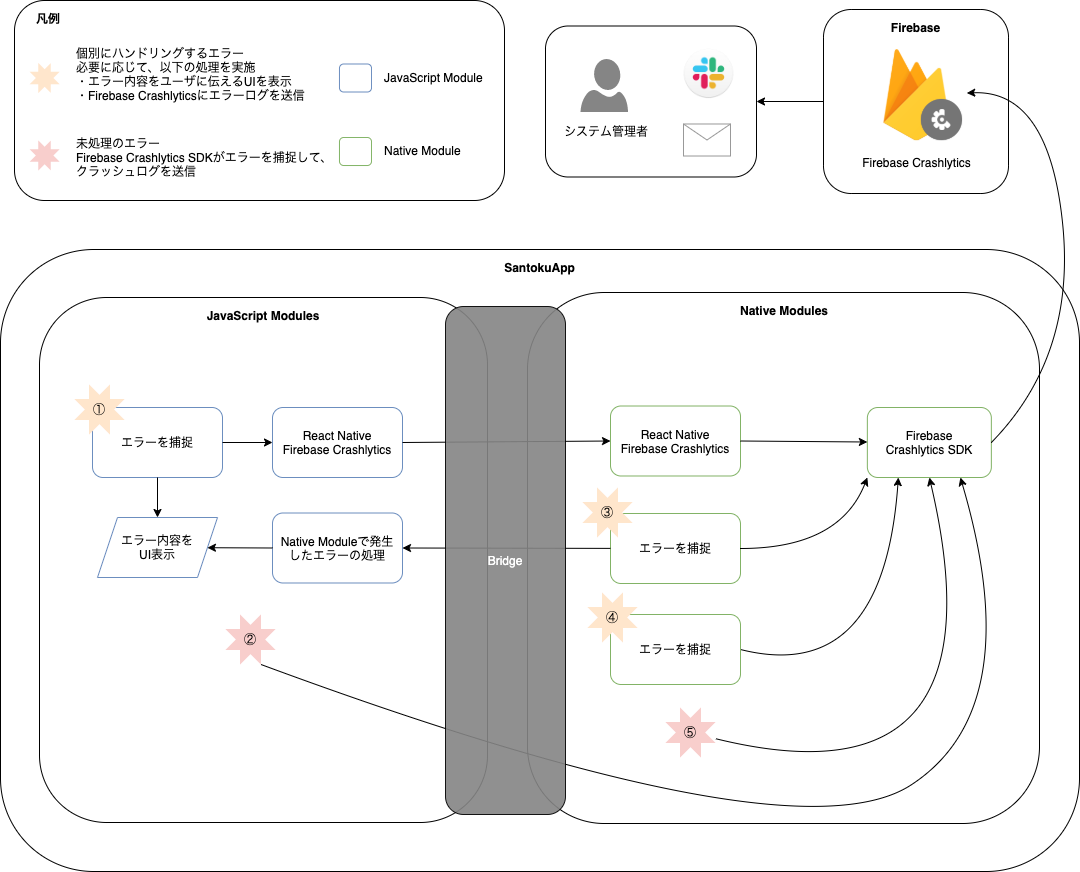 凡例
個別にハンドリングするエラー
必要に応じて、以下の処理を実施
・エラー内容をユーザに伝えるUIを表示
・Firebase Crashlyticsにエラーログを送信
JavaScript Module
未処理のエラー
Firebase Crashlytics SDKがエラーを捕捉して、
クラッシュログを送信
Native Module
システム管理者
Firebase
Firebase Crashlytics
SantokuApp
JavaScript Modules
Native Modules
①
エラーを捕捉
React Native
Firebase Crashlytics
React Native
Firebase Crashlytics
Firebase
Crashlytics SDK
エラー内容を
UI表示
Native Moduleで発生
したエラーの処理
Bridge
③
エラーを捕捉
②
④
エラーを捕捉
⑤